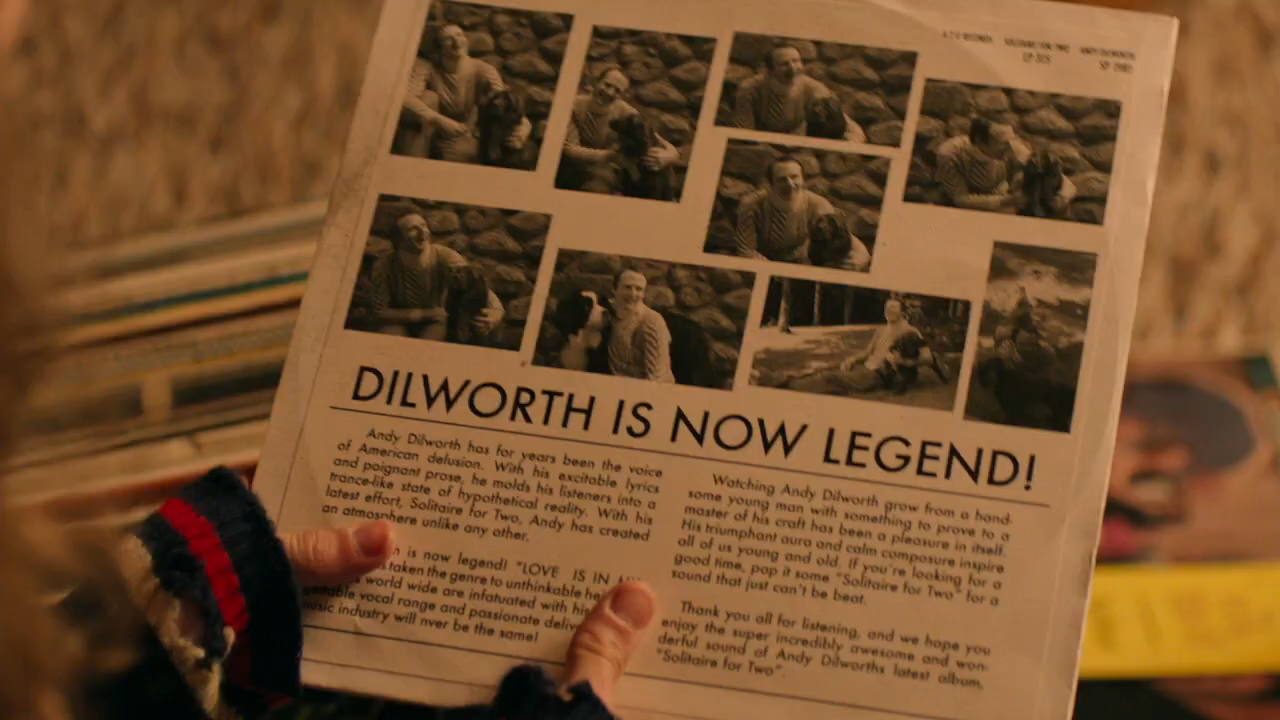 DILWORTH IS NOW LEGEND!
Andy Dilworth has for years been the voice
of American delusion. With his excitable lyrics
and poignant prose, he molds his listeners into a
trance-like state of hypothetical reality. With his
latest effort, Solitaire for Two, Andy has created
an atmosphere unlike any other.
is now legend! "LOVE IS IN
taken the genre to unthinkable
world wide are infatuated with his
vocal range and passionate
music industry will nver be the same!
Watching Andy Dilworth grow from a hand-
some young man with something to prove to a
master of his craft has been a pleasure in itself.
His triumphant aura and calm composure inspire
all of us young and old. If you're looking for a
good time, pop it some "Solitaire for Two" for a
sound that just can't be beat.
Thank you all for listening, and we hope you
enjoy the super incredibly awesome and won-
derful sound of Andy Dilworths latest album,
"Solitaire for Two".